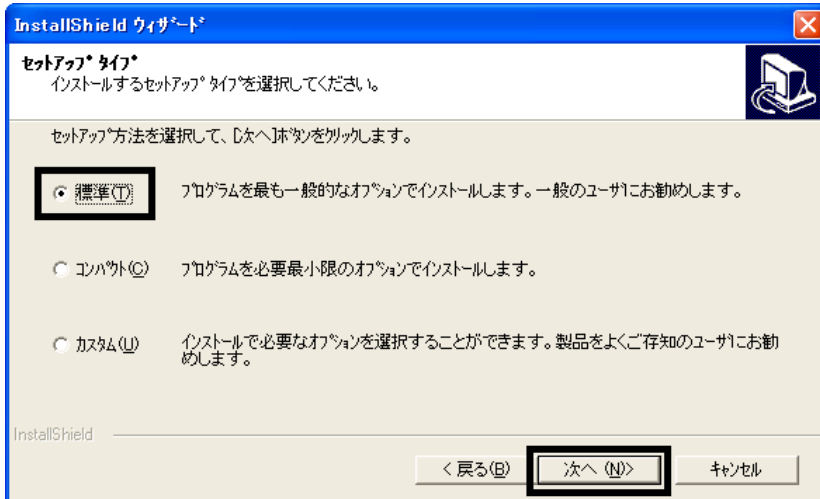 InstallShield ウィザード
セットアップ タイプ
インストールするセットアップ タイプを選択してください。
セットアップ方法を選択して、[次へ]ボタンをクリックします。
標準(T) プログラムを最も一般的なオプションでインストールします。一般のユーザにお勧めします。
コンパクト(C) プログラムを必要最小限のオプションでインストールします。
カスタム(U) インストールで必要なオプションを選択することができます。製品をよくご存知のユーザにお勧
めします。
InstallShield
< 戻る(B) 次へ (N)> キャンセル